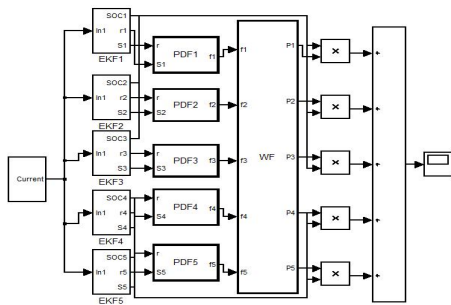 Current
In1
SOC1
r1
S1
EKF1
In1
SOC2
r2
S2
EKF2
In1
SOC3
r3
S3
EKF3
In1
SOC4
r4
S4
EKF4
In1
SOC5
r5
S5
EKF5
r
S1
PDF1
f1
r
S2
PDF2
f2
r
S3
PDF3
f3
r
S4
PDF4
f4
r
S5
PDF5
f5
f1
f2
f3
f4
f5
WF
P1
P2
P3
P4
P5
×
×
×
×
×
+
+
+
+
+